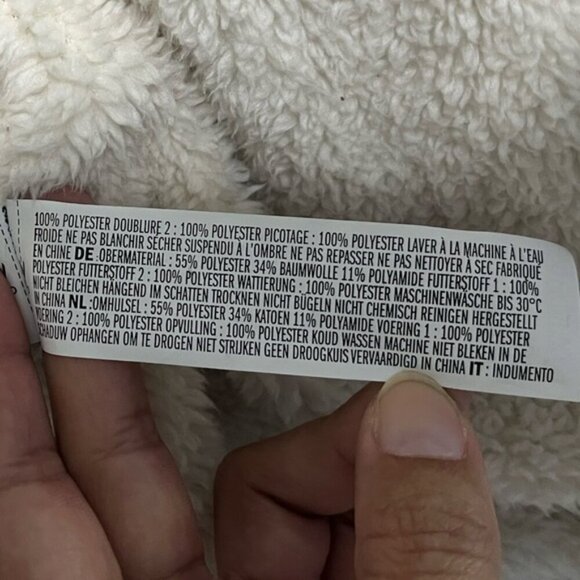 100% POLYESTER DOUBLURE 2 : 100% POLYESTER PICOTAGE : 100% POLYESTER LAVER À LA MACHINE À L'EAU
FROIDE NE PAS BLANCHIR SÉCHER SUSPENDU À L'OMBRE NE PAS REPASSER NE PAS NETTOYER À SEC FABRIQUÉ
EN CHINE DE .OBERMATERIAL : 55% POLYESTER 34% BAUMWOLLE 11% POLYAMIDE FUTTERSTOFF 1 : 100%
POLYESTER FUTTERSTOFF 2 : 100% POLYESTER WATTIERUNG : 100% POLYESTER MASCHINENWÄSCHE BIS 30°C
NICHT BLEICHEN HÄNGEND IM SCHATTEN TROCKNEN NICHT BÜGELN NICHT CHEMISCH REINIGEN HERGESTELLT
IN CHINA NL :OMHULSEL : 55% POLYESTER 34% KATOEN 11% POLYAMIDE VOERING 1 : 100% POLYESTER
VOERING 2 : 100% POLYESTER OPVULLING : 100% POLYESTER KOUD WASSEN MACHINE NIET BLEKEN IN DE
SCHADUW OPHANGEN OM TE DROGEN NIET STRIJKEN GEEN DROOGKUIS VERVAARDIGD IN CHINA IT : INDUMENTO